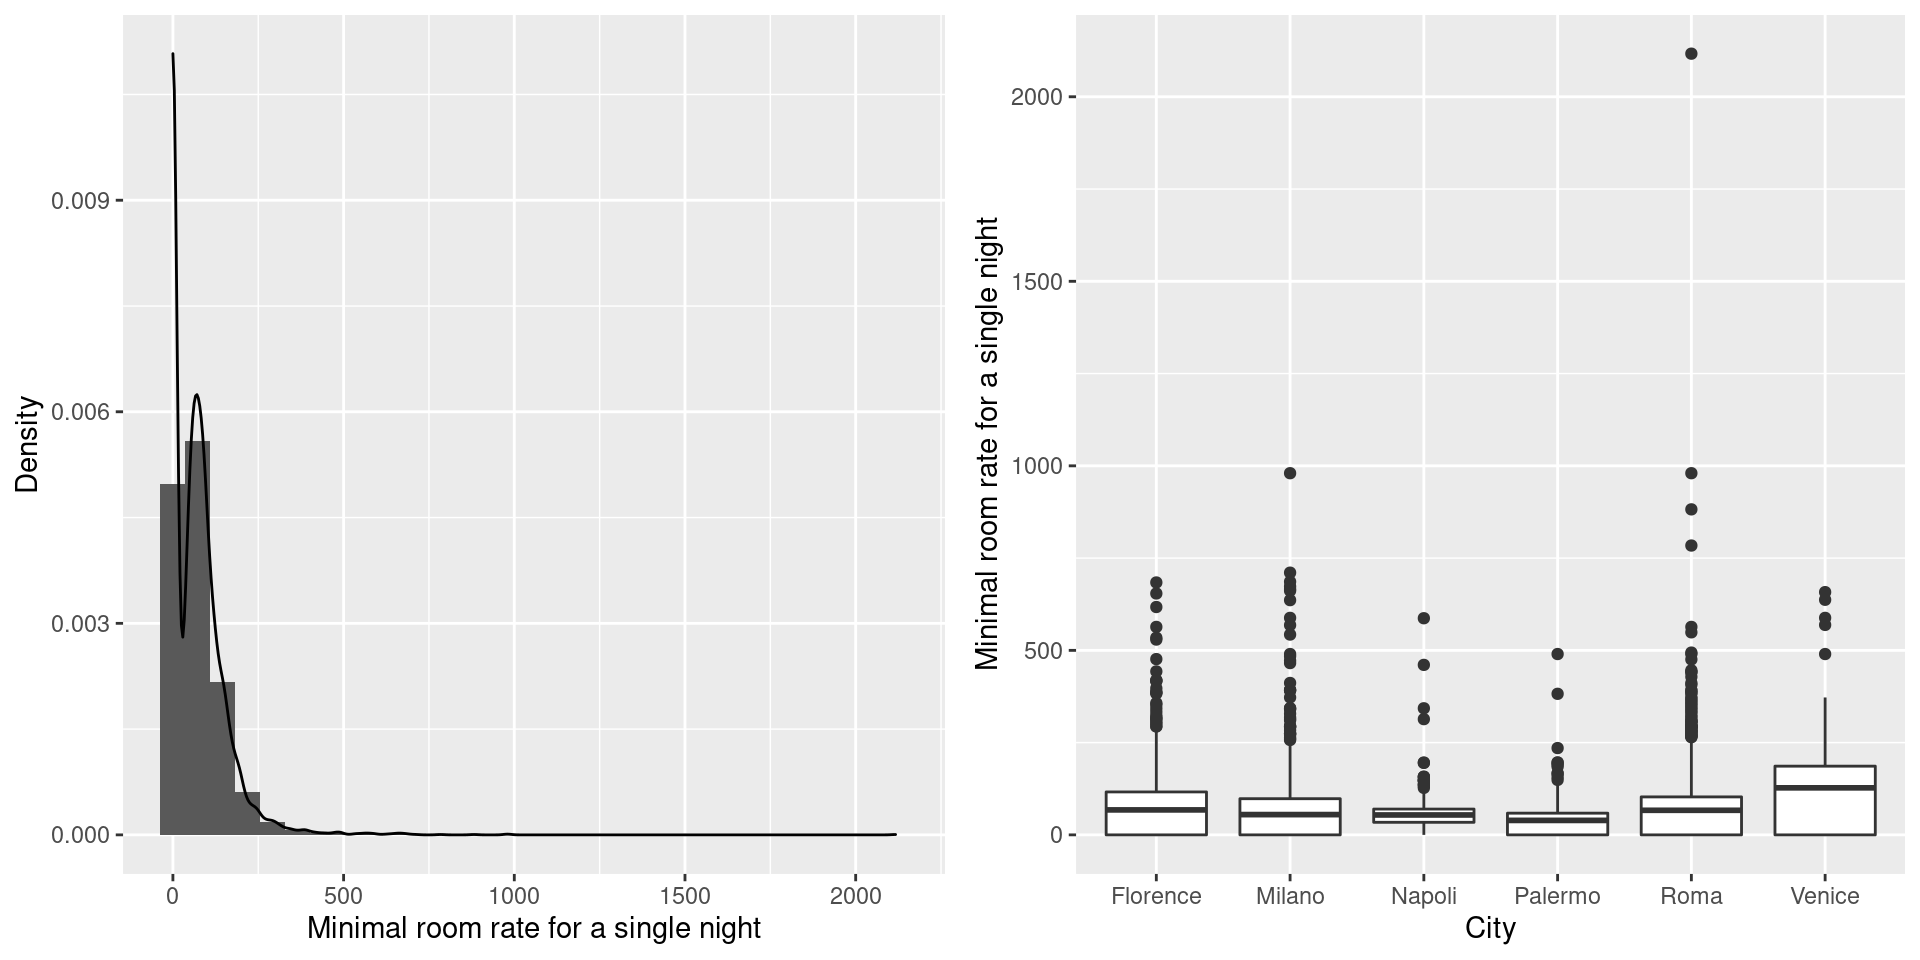 Density
0.009
0.006
0.003
0.000
0 500 1000 1500 2000
Minimal room rate for a single night
Minimal room rate for a single night
2000
1500
1000
500
0
Florence Milano Napoli Palermo Roma Venice
City